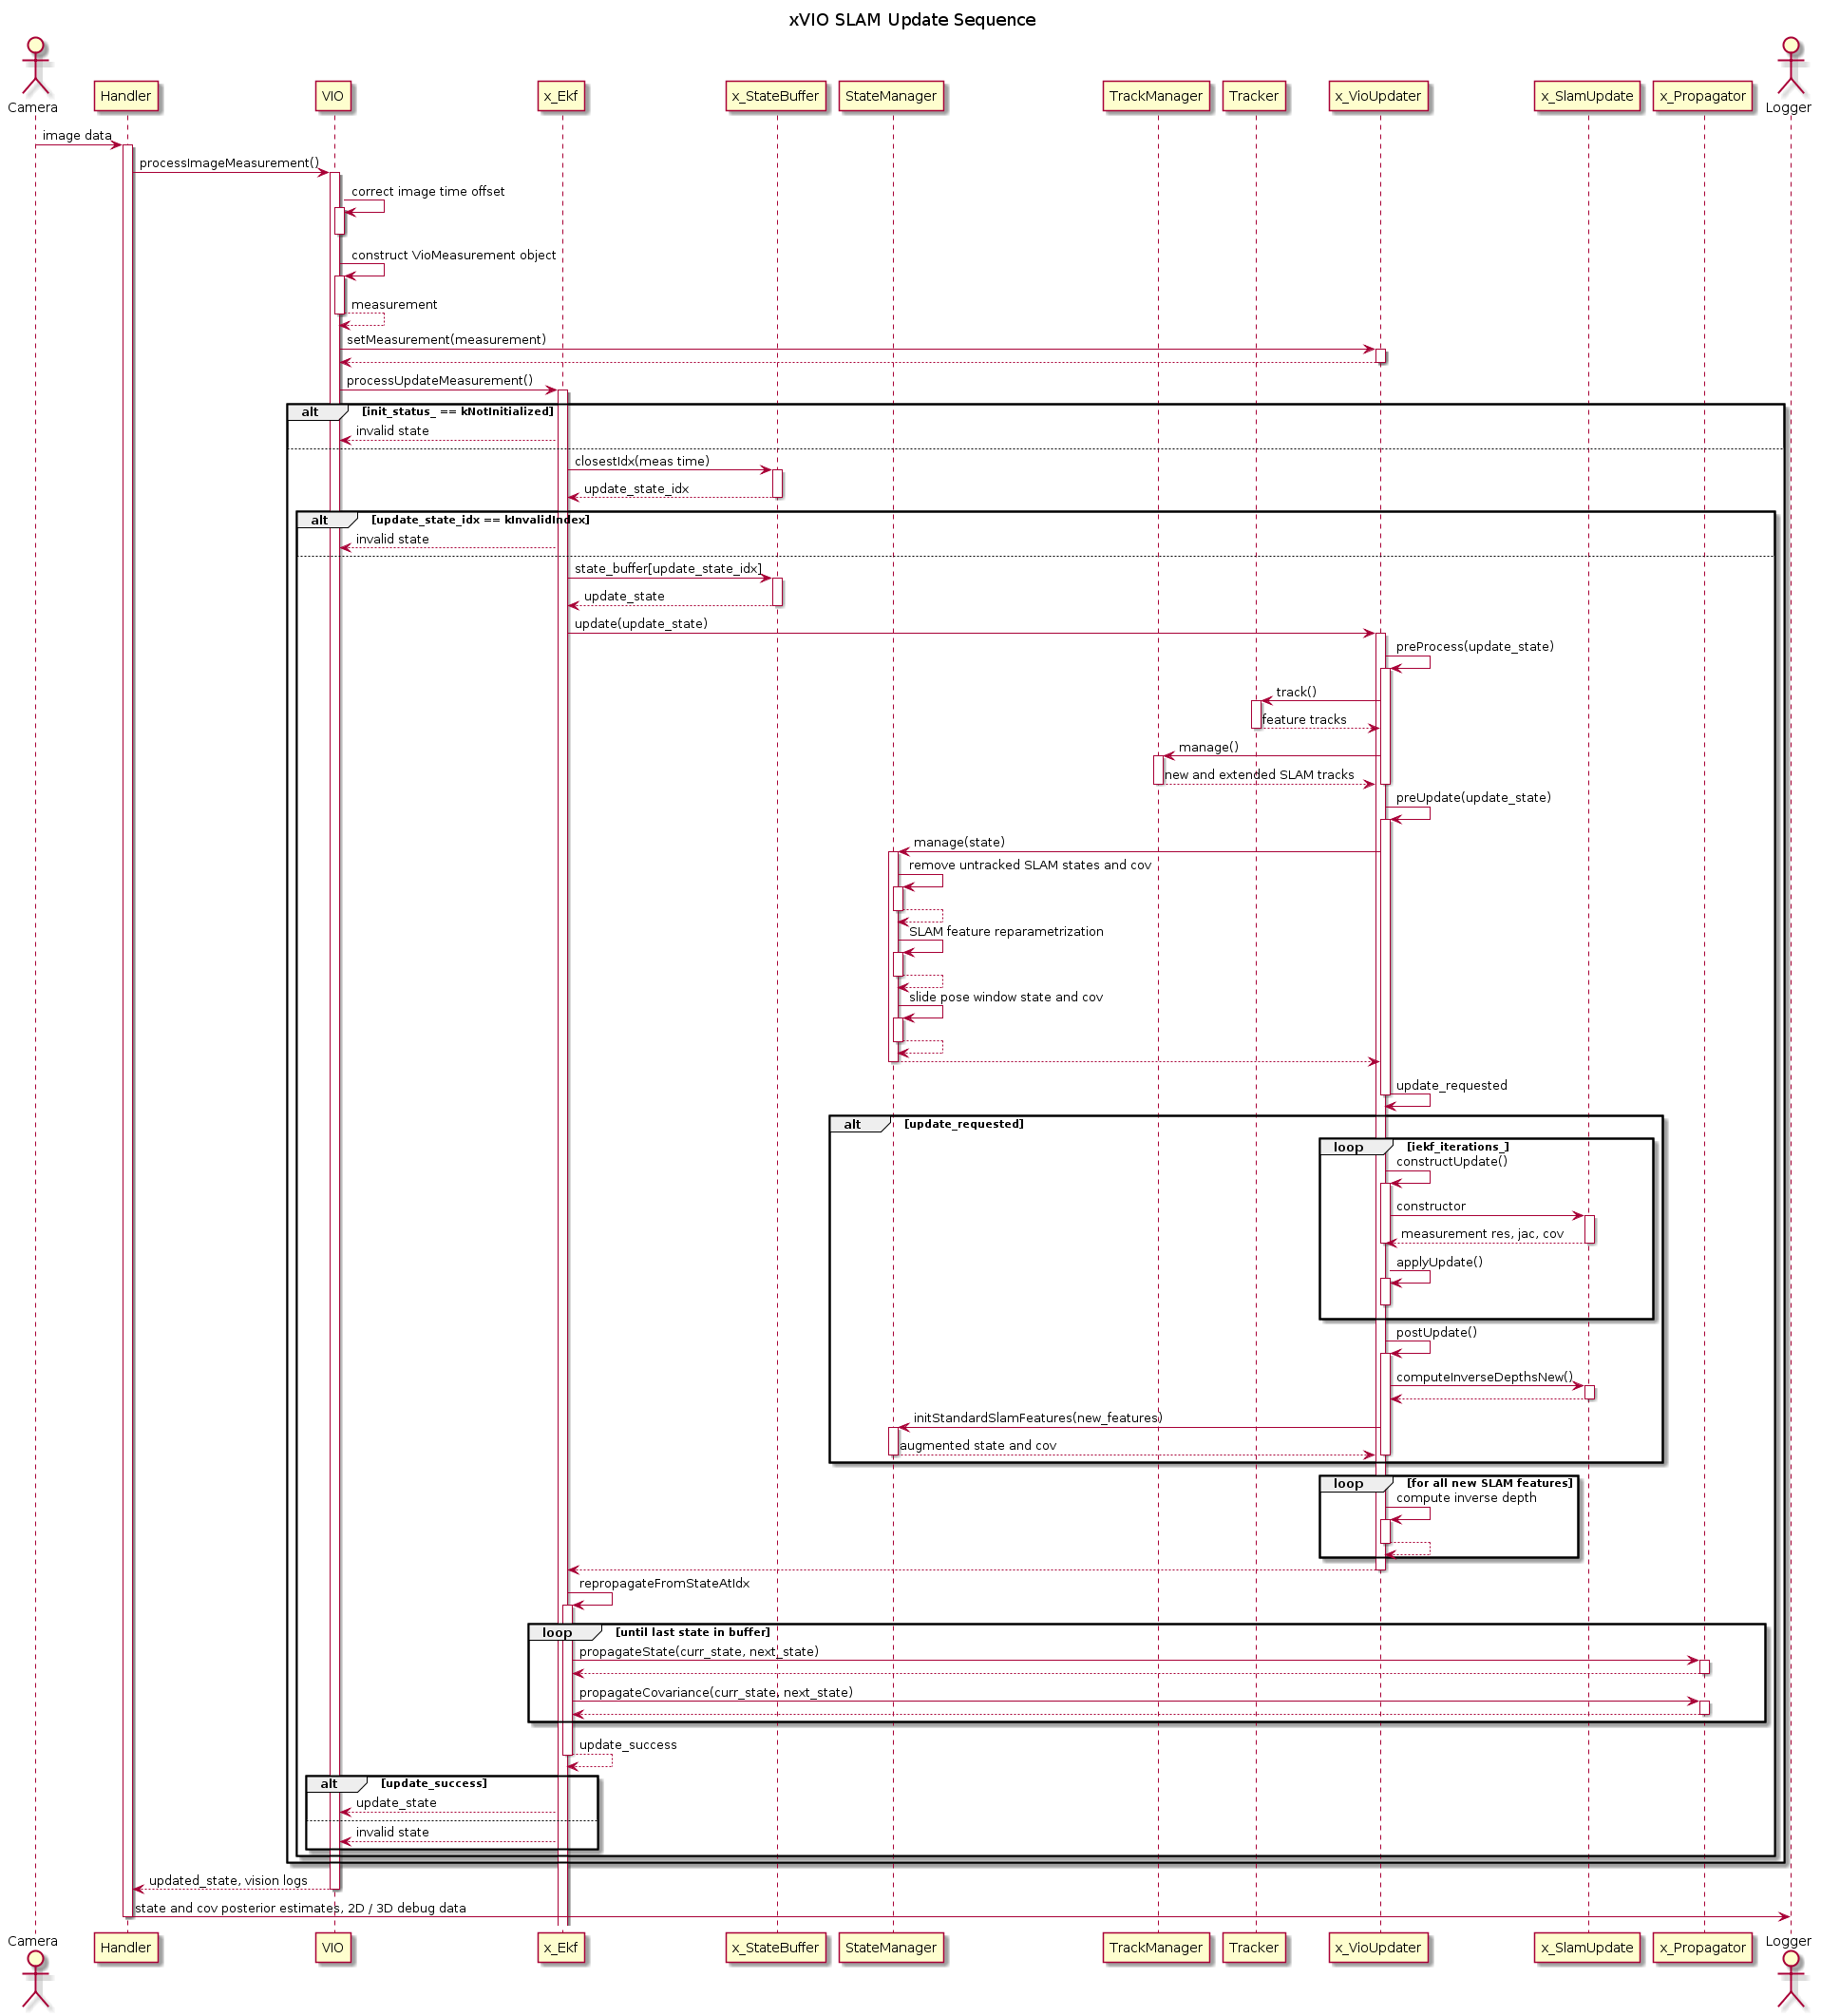 xVIO SLAM Update Sequence
Camera
Handler
VIO
x_Ekf
x_StateBuffer
StateManager
TrackManager
Tracker
x_VioUpdater
x_SlamUpdate
x_Propagator
Logger
image data
processImageMeasurement()
correct image time offset
construct VioMeasurement object
measurement
setMeasurement(measurement)
processUpdateMeasurement()
alt [init_status_ == kNotInitialized]
invalid state
closestIdx(meas time)
update_state_idx
alt [update_state_idx == kInvalidIndex]
invalid state
state_buffer[update_state_idx]
update_state
update(update_state)
preProcess(update_state)
track()
feature tracks
manage()
new and extended SLAM tracks
preUpdate(update_state)
manage(state)
remove untracked SLAM states and cov
SLAM feature reparametrization
slide pose window state and cov
update_requested
alt [update_requested]
loop [iekf_iterations_]
constructUpdate()
constructor
measurement res, jac, cov
applyUpdate()
postUpdate()
computeInverseDepthsNew()
initStandardSlamFeatures(new_features)
augmented state and cov
loop [for all new SLAM features]
compute inverse depth
repropagateFromStateAtIdx
loop [until last state in buffer]
propagateState(curr_state, next_state)
propagateCovariance(curr_state, next_state)
update_success
alt [update_success]
update_state
invalid state
updated_state, vision logs
state and cov posterior estimates, 2D / 3D debug data
Camera
Handler
VIO
x_Ekf
x_StateBuffer
StateManager
TrackManager
Tracker
x_VioUpdater
x_SlamUpdate
x_Propagator
Logger